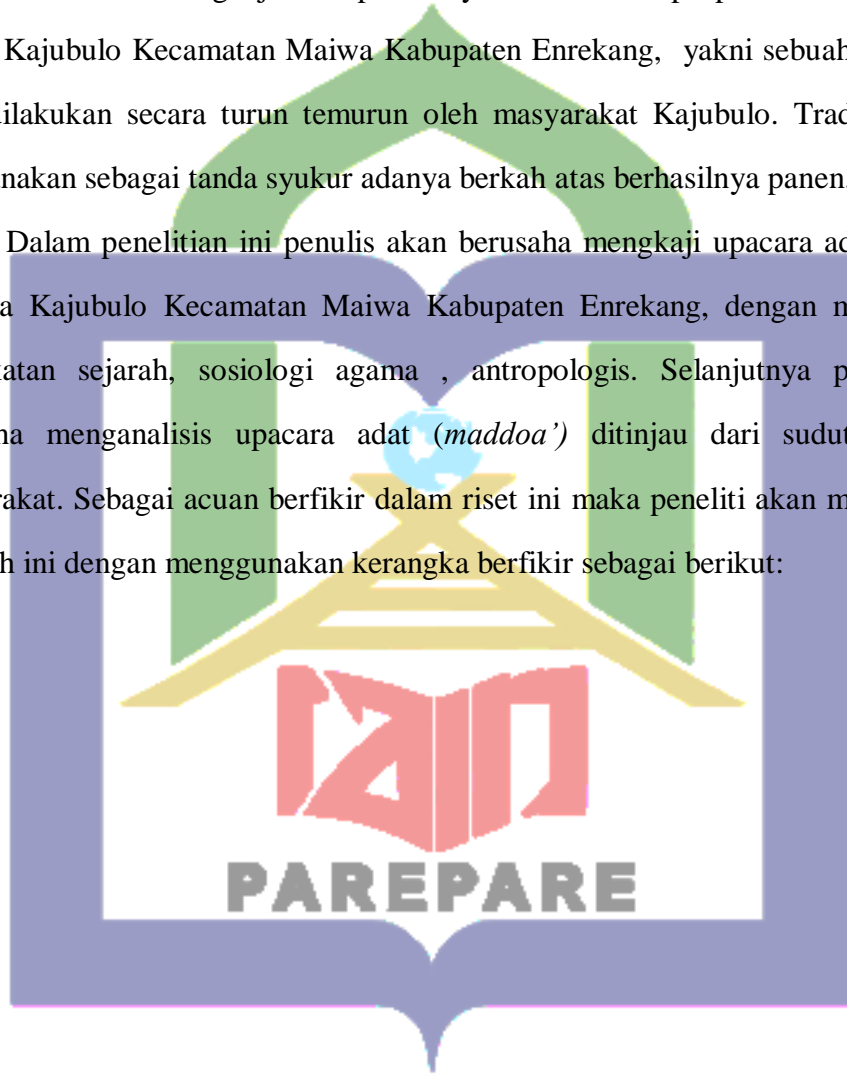 Kajubulo Kecamatan Maiwa Kabupaten Enrekang, yakni sebuah
dilakukan secara turun temurun oleh masyarakat Kajubulo. Trad
nakan sebagai tanda syukur adanya berkah atas berhasilnya panen.
Dalam penelitian ini penulis akan berusaha mengkaji upacara ad
a Kajubulo Kecamatan Maiwa Kabupaten Enrekang, dengan m
atan sejarah, sosiologi agama , antropologis. Selanjutnya p
na menganalisis upacara adat (maddoa’) ditinjau dari sudut
rakat. Sebagai acuan berfikir dalam riset ini maka peneliti akan m
h ini dengan menggunakan kerangka berfikir sebagai berikut:
iain
PAREPARE